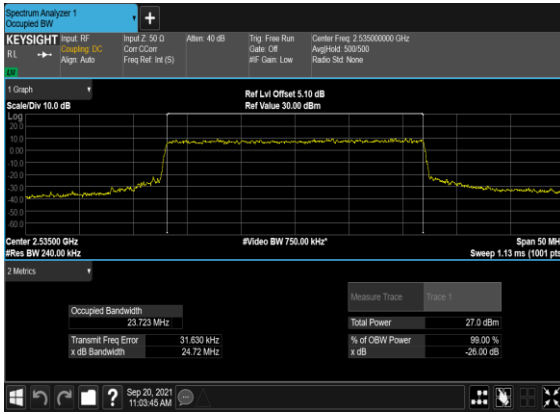 Spectrum Analyzer 1
Occupied BW
+
KEYSIGHT Input: RF Input Z: 50 Ω Atten: 40 dB Trig: Free Run Center Freq: 2.535000000 GHz
RL Coupling: DC Corr CCorr Gate: Off Avg|Hold: 500/500
Align: Auto Freq Ref: Int (S) #IF Gain: Low Radio Std: None
LV
1 Graph
Ref Lvl Offset 5.10 dB
Scale/Div 10.0 dB Ref Value 30.00 dBm
Log
20.0
10.0
0.00
-10.0
-20.0
-30.0
-40.0
-50.0
-60.0
Center 2.53500 GHz #Video BW 750.00 kHz* Span 50 MH
#Res BW 240.00 kHz Sweep 1.13 ms (1001 pts
2 Metrics
Measure Trace Trace 1
Occupied Bandwidth
23.723 MHz Total Power 27.0 dBm
Transmit Freq Error 31.630 kHz % of OBW Power 99.00 %
x dB Bandwidth 24.72 MHz x dB -26.00 dB
? Sep 20, 2021
11:03:45 AM